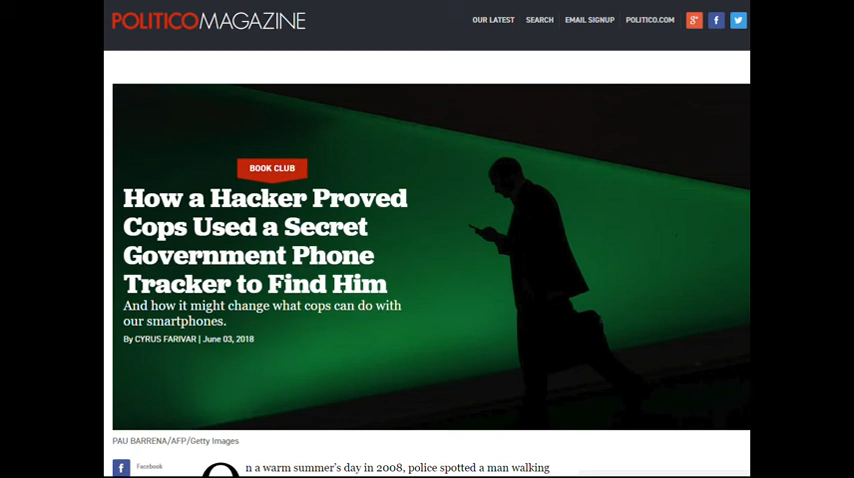 POLITICOMAGAZINE
OUR LATEST SEARCH EMAIL SIGNUP POLITICO.COM g+ f
BOOK CLUB
How a Hacker Proved
Cops Used a Secret
Government Phone
Tracker to Find Him
And how it might change what cops can do with
our smartphones.
By CYRUS FARIVAR | June 03, 2018
PAU BARRENA/AFP/Getty Images
f Facebook
On a warm summer's day in 2008, police spotted a man walking